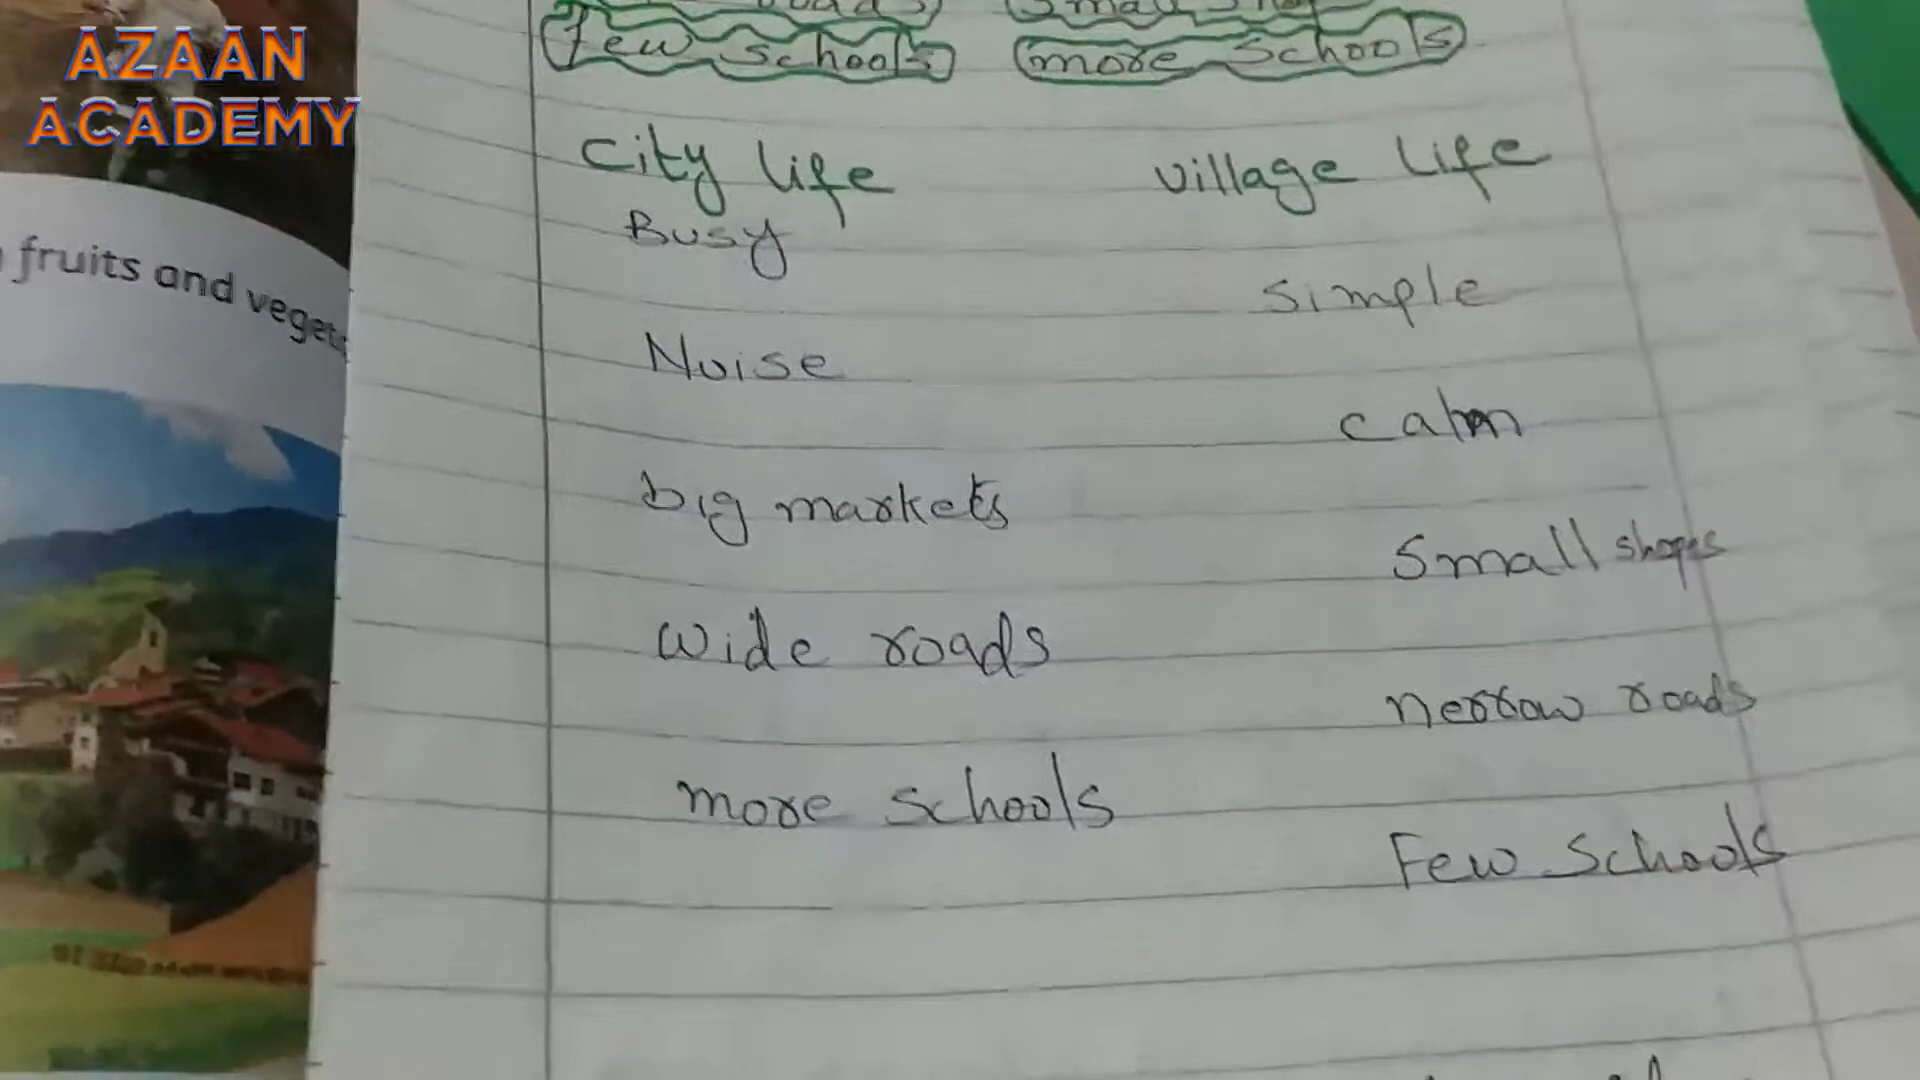 AZAAN
ACADEMY
Few schools more schools
City life village life
Busy
simple
Noise
calm
big markets
small shops
wide roads
nerrow roads
more schools
Few schools
fruits and veget